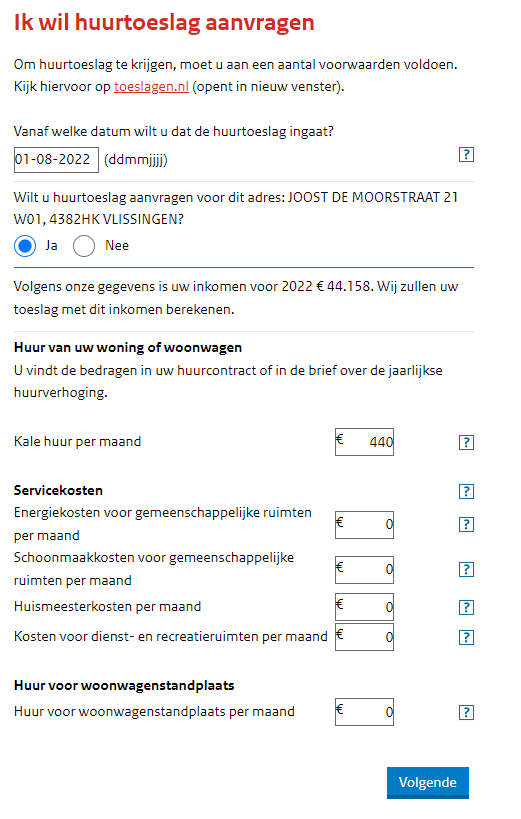 Ik wil huurtoeslag aanvragen
Om huurtoeslag te krijgen, moet u aan een aantal voorwaarden voldoen.
Kijk hiervoor op toeslagen.nl (opent in nieuw venster).
Vanaf welke datum wilt u dat de huurtoeslag ingaat?
01-08-2022 (ddmmjjjj) ?
Wilt u huurtoeslag aanvragen voor dit adres: JOOST DE MOORSTRAAT 21
W01, 4382HK VLISSINGEN?
Ja Nee
Volgens onze gegevens is uw inkomen voor 2022 € 44.158. Wij zullen uw
toeslag met dit inkomen berekenen.
Huur van uw woning of woonwagen
U vindt de bedragen in uw huurcontract of in de brief over de jaarlijkse
huurverhoging.
Kale huur per maand € 440 ?
Servicekosten ?
Energiekosten voor gemeenschappelijke ruimten
per maand € 0 ?
Schoonmaakkosten voor gemeenschappelijke
ruimten per maand € 0 ?
Huismeesterkosten per maand € 0 ?
Kosten voor dienst- en recreatieruimten per maand € 0 ?
Huur voor woonwagenstandplaats
Huur voor woonwagenstandplaats per maand € 0 ?
Volgende